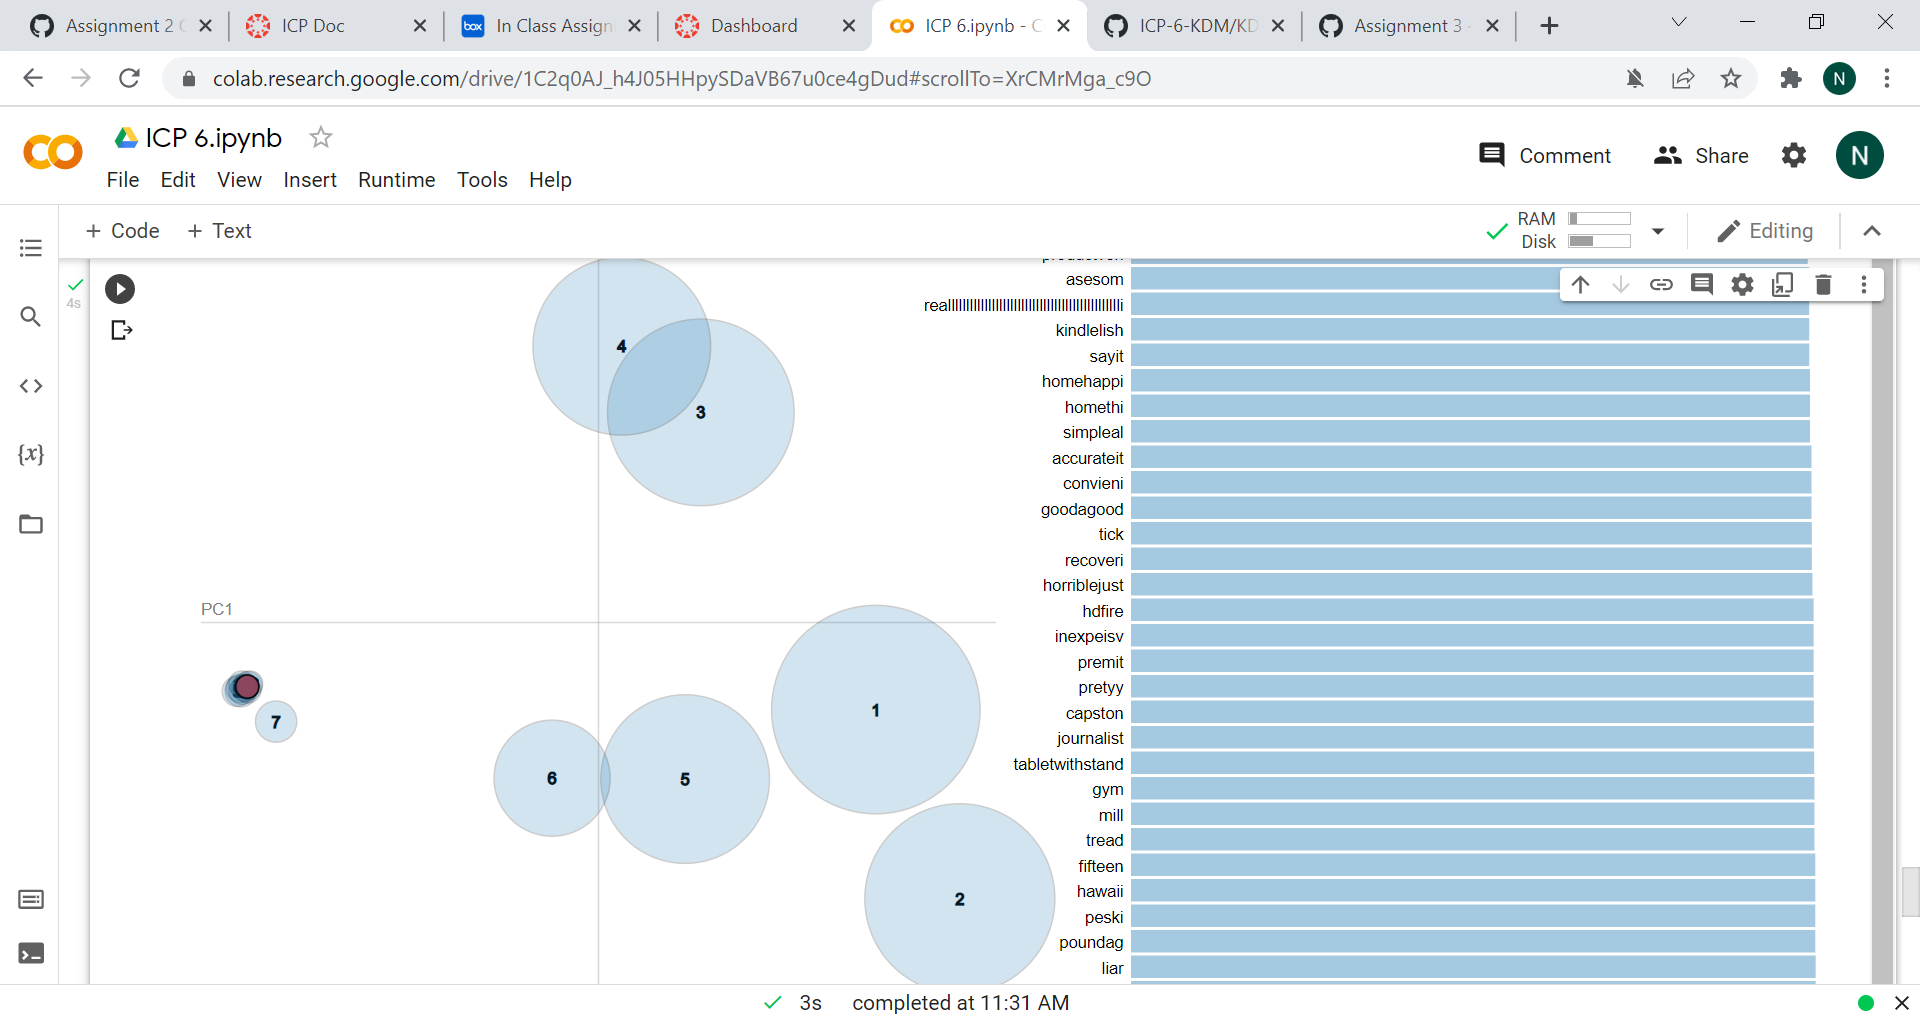 Assignment 2
ICP Doc
In Class Assign
Dashboard
ICP 6.ipynb - C
ICP-6-KDM/KD
Assignment 3
colab.research.google.com/drive/1C2q0AJ_h4J05HHpySDaVB67u0ce4gDud#scrollTo=XrCMrMga_c9O
N
CO
ICP 6.ipynb
Comment
Share
N
File Edit View Insert Runtime Tools Help
+ Code + Text
RAM
Disk
Editing
4s
asesom
kindlelish
sayit
homehappi
homethi
simpleal
accurateit
convieni
goodagood
tick
recoveri
horriblejust
hdfire
inexpeisv
premit
pretyy
capston
journalist
tabletwithstand
gym
mill
tread
fifteen
hawaii
peski
poundag
liar
4
3
PC1
7
6
5
1
2
3s completed at 11:31 AM